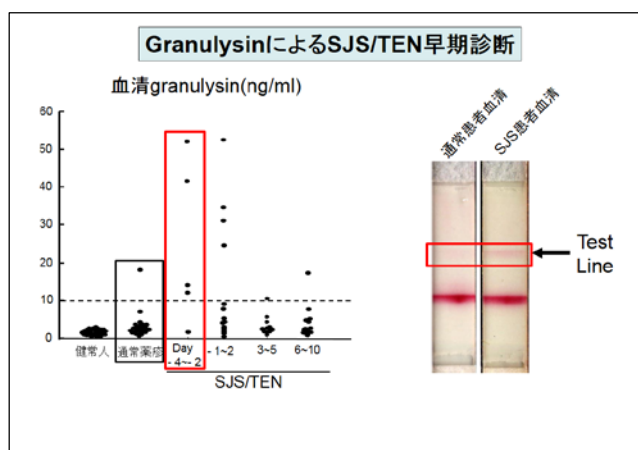 GranulysinによるSJS/TEN早期診断
血清granulysin(ng/ml)
60
50
40
30
20
10
0
健常人
通常薬疹
Day
- 4~- 2
- 1~2
3~5
6~10
SJS/TEN
通常患者血清
SJS患者血清
Test
Line